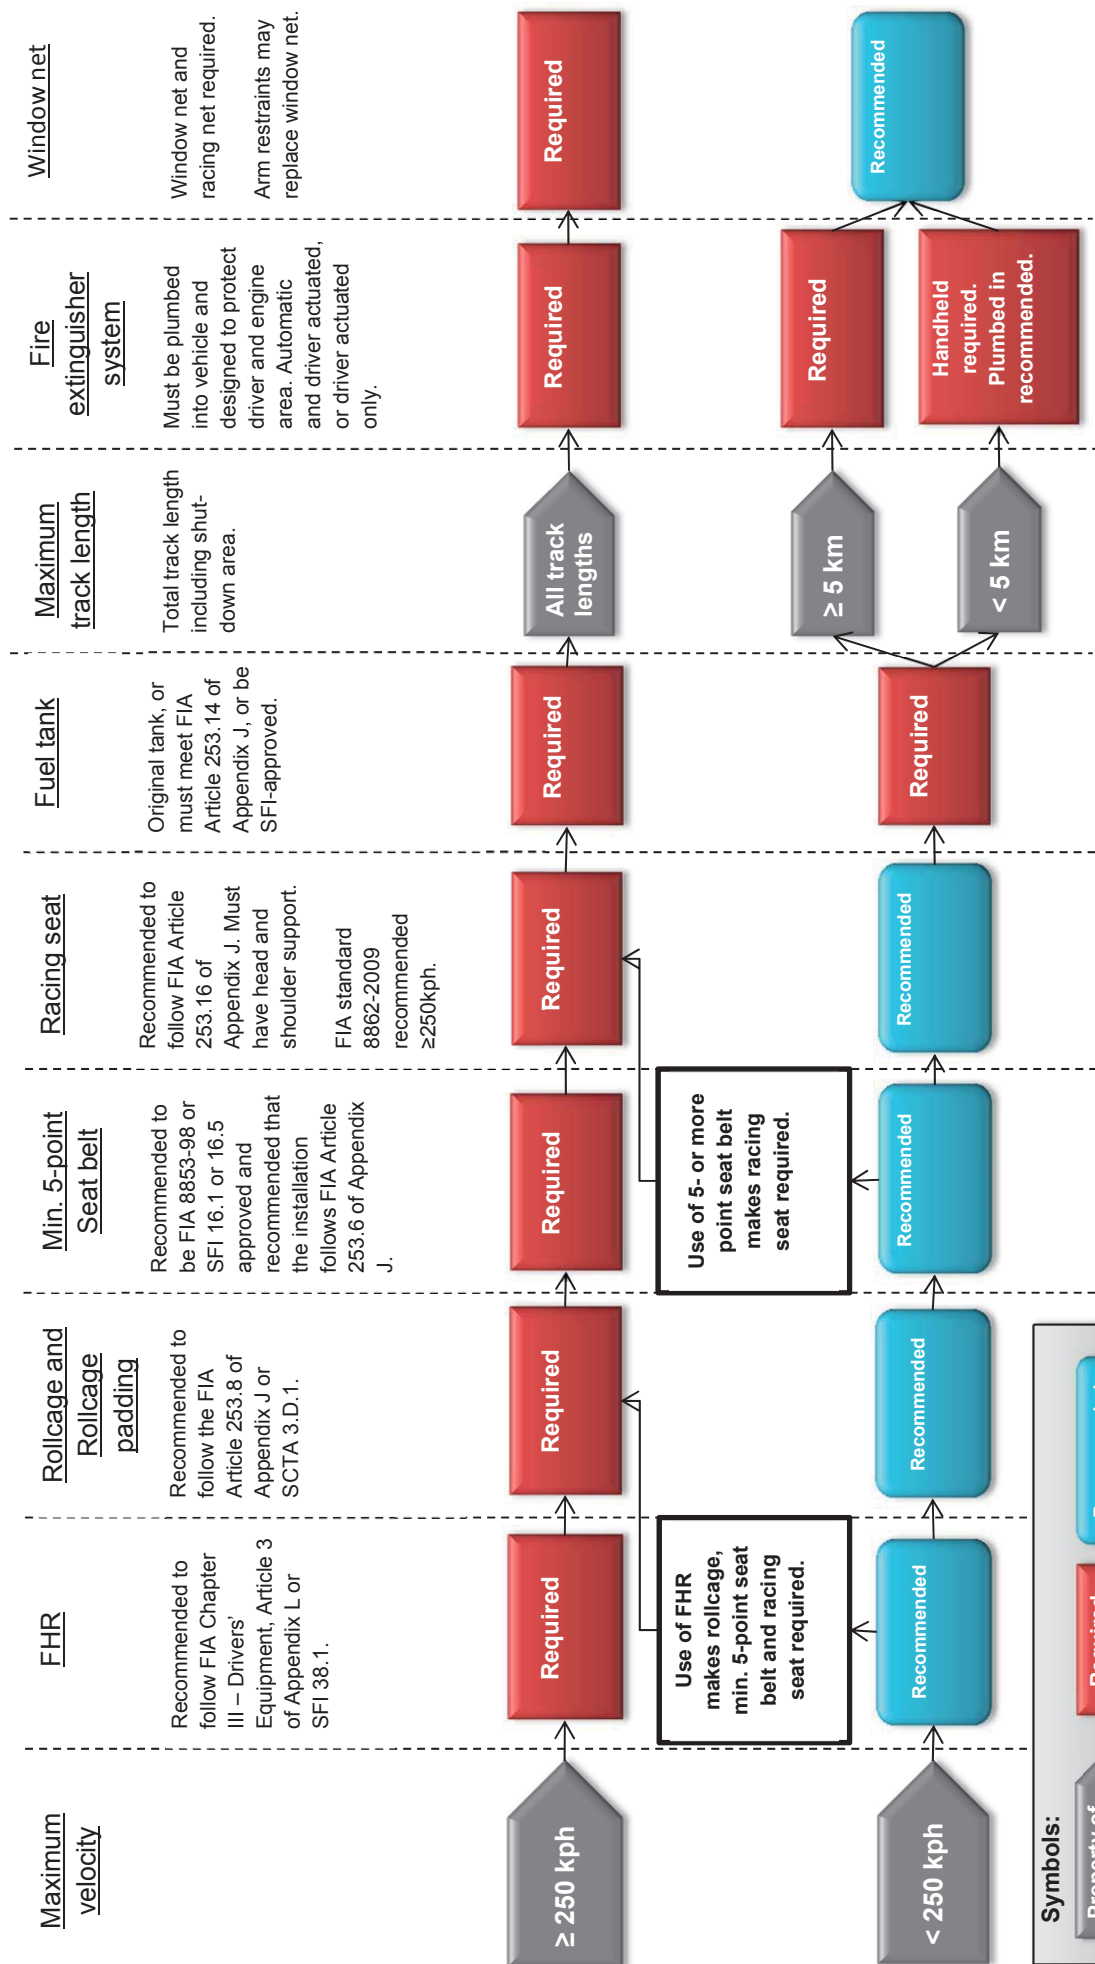 Maximum
velocity
FHR
Recommended to
follow FIA Chapter
III – Drivers'
Equipment, Article 3
of Appendix L or
SFI 38.1.
Rollcage and
Rollcage
padding
Recommended to
follow the FIA
Article 253.8 of
Appendix J or
SCTA 3.D.1.
Min. 5-point
Seat belt
Recommended to
be FIA 8853-98 or
SFI 16.1 or 16.5
approved and
recommended that
the installation
follows FIA Article
253.6 of Appendix
J.
Racing seat
Recommended to
follow FIA Article
253.16 of
Appendix J. Must
have head and
shoulder support.
FIA standard
8862-2009
recommended
≥250kph.
Fuel tank
Original tank, or
must meet FIA
Article 253.14 of
Appendix J, or be
SFI-approved.
Maximum
track length
Total track length
including shut-
down area.
Fire
extinguisher
system
Must be plumbed
into vehicle and
designed to protect
driver and engine
area. Automatic
and driver actuated,
or driver actuated
only.
Window net
Window net and
racing net required.
Arm restraints may
replace window net.
≥ 250 kph
Required
Required
Required
Required
Required
All track
lengths
Required
Required
Use of FHR
makes rollcage,
min. 5-point seat
belt and racing
seat required.
Use of 5- or more
point seat belt
makes racing
seat required.
< 250 kph
Recommended
Recommended
Recommended
Recommended
Required
≥ 5 km
Required
< 5 km
Handheld
required.
Plumbed in
recommended.
Recommended
Symbols:
Property of